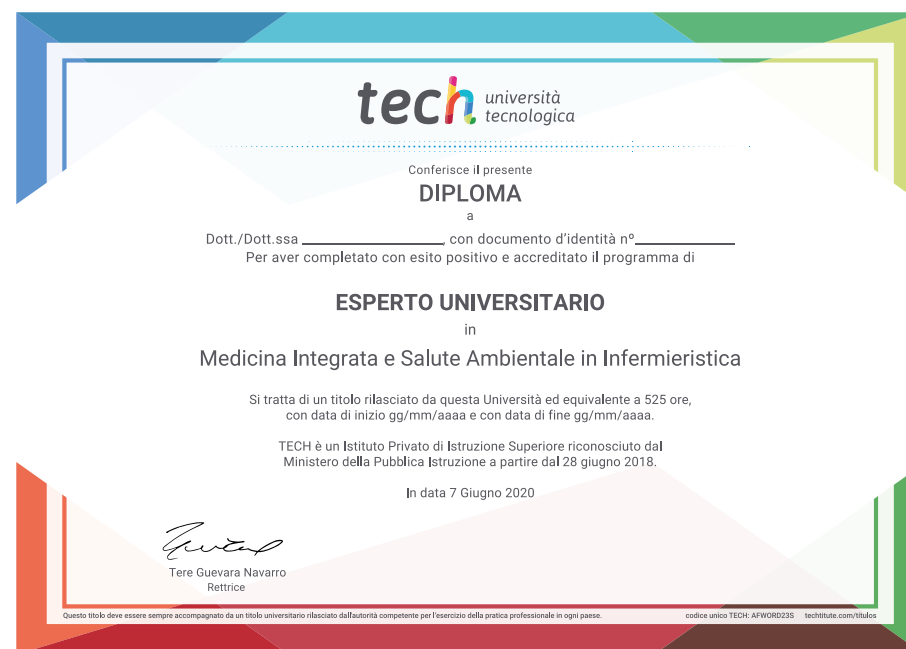 tech università
tecnologica
Conferisce il presente
DIPLOMA
a
Dott./Dott.ssa ____________________, con documento d'identità nº______________
Per aver completato con esito positivo e accreditato il programma di
ESPERTO UNIVERSITARIO
in
Medicina Integrata e Salute Ambientale in Infermieristica
Si tratta di un titolo rilasciato da questa Università ed equivalente a 525 ore,
con data di inizio gg/mm/aaaa e con data di fine gg/mm/aaaa.
TECH è un Istituto Privato di Istruzione Superiore riconosciuto dal
Ministero della Pubblica Istruzione a partire dal 28 giugno 2018.
In data 7 Giugno 2020
Tere Guevara Navarro
Rettrice
Questo titolo deve essere sempre accompagnato da un titolo universitario rilasciato dall'autorità competente per l'esercizio della pratica professionale in ogni paese. codice unico TECH: AFWORD23S techtitute.com/titulos